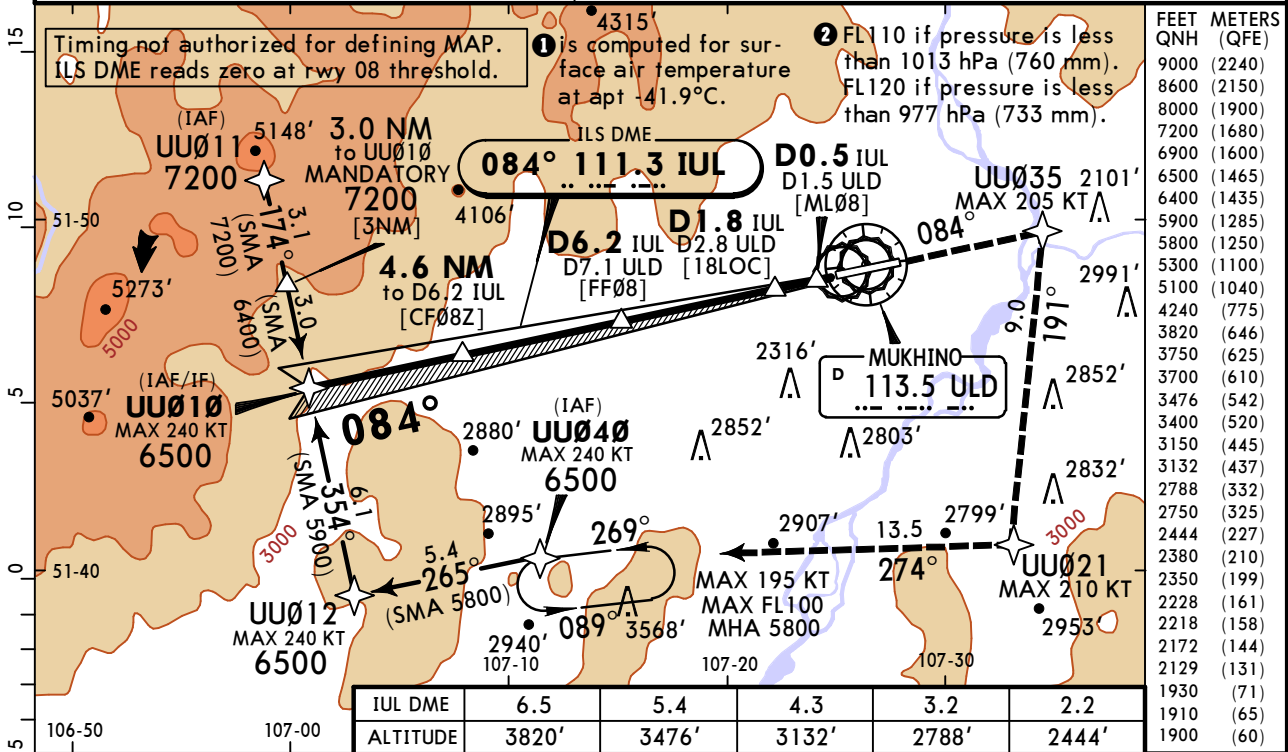 Timing not authorized for defining MAP.
ILS DME reads zero at rwy 08 threshold.
4315'
❶ is computed for sur-
face air temperature
at apt -41.9°C.
❷ FL110 if pressure is less
than 1013 hPa (760 mm).
FL120 if pressure is less
than 977 hPa (733 mm).
(IAF)
UUØ11
7200
5148'
3.0 NM
to UUØ1Ø
MANDATORY
7200
[3NM]
ILS DME
084° 111.3 IUL
4106'
D0.5 IUL
D1.5 ULD
[MLØ8]
UUØ35
MAX 205 KT
2101'
3.1
174°
(SMA
7200)
3.0
(SMA
6400)
5273'
5000
4.6 NM
to D6.2 IUL
[CFØ8Z]
D6.2 IUL
D7.1 ULD
[FFØ8]
D1.8 IUL
D2.8 ULD
[18LOC]
084°
2991'
9.0
191°
MUKHINO
D 113.5 ULD
2316'
2852'
5037'
(IAF/IF)
UUØ1Ø
MAX 240 KT
6500
084°
2880'
(IAF)
UUØ4Ø
MAX 240 KT
6500
2852'
2803'
2832'
6.1
354°
(SMA 5900)
3000
2895'
269°
089°
3568'
5.4
265°
(SMA 5800)
2940'
UUØ12
MAX 240 KT
6500
2907'
13.5
274°
2799'
3000
MAX 195 KT
MAX FL100
MHA 5800
UUØ21
MAX 210 KT
2953'
15
10
51-50
5
51-40
0
5
106-50
107-00
107-10
107-20
107-30
IUL DME 6.5 5.4 4.3 3.2 2.2
ALTITUDE 3820' 3476' 3132' 2788' 2444'
FEET METERS
QNH (QFE)
9000 (2240)
8600 (2150)
8000 (1900)
7200 (1680)
6900 (1600)
6500 (1465)
6400 (1435)
5900 (1285)
5800 (1250)
5300 (1100)
5100 (1040)
4240 (775)
3820 (646)
3750 (625)
3700 (610)
3476 (542)
3400 (520)
3150 (445)
3132 (437)
2788 (332)
2750 (325)
2444 (227)
2380 (210)
2350 (199)
2228 (161)
2218 (158)
2172 (144)
2129 (131)
1930 (71)
1910 (65)
1900 (60)